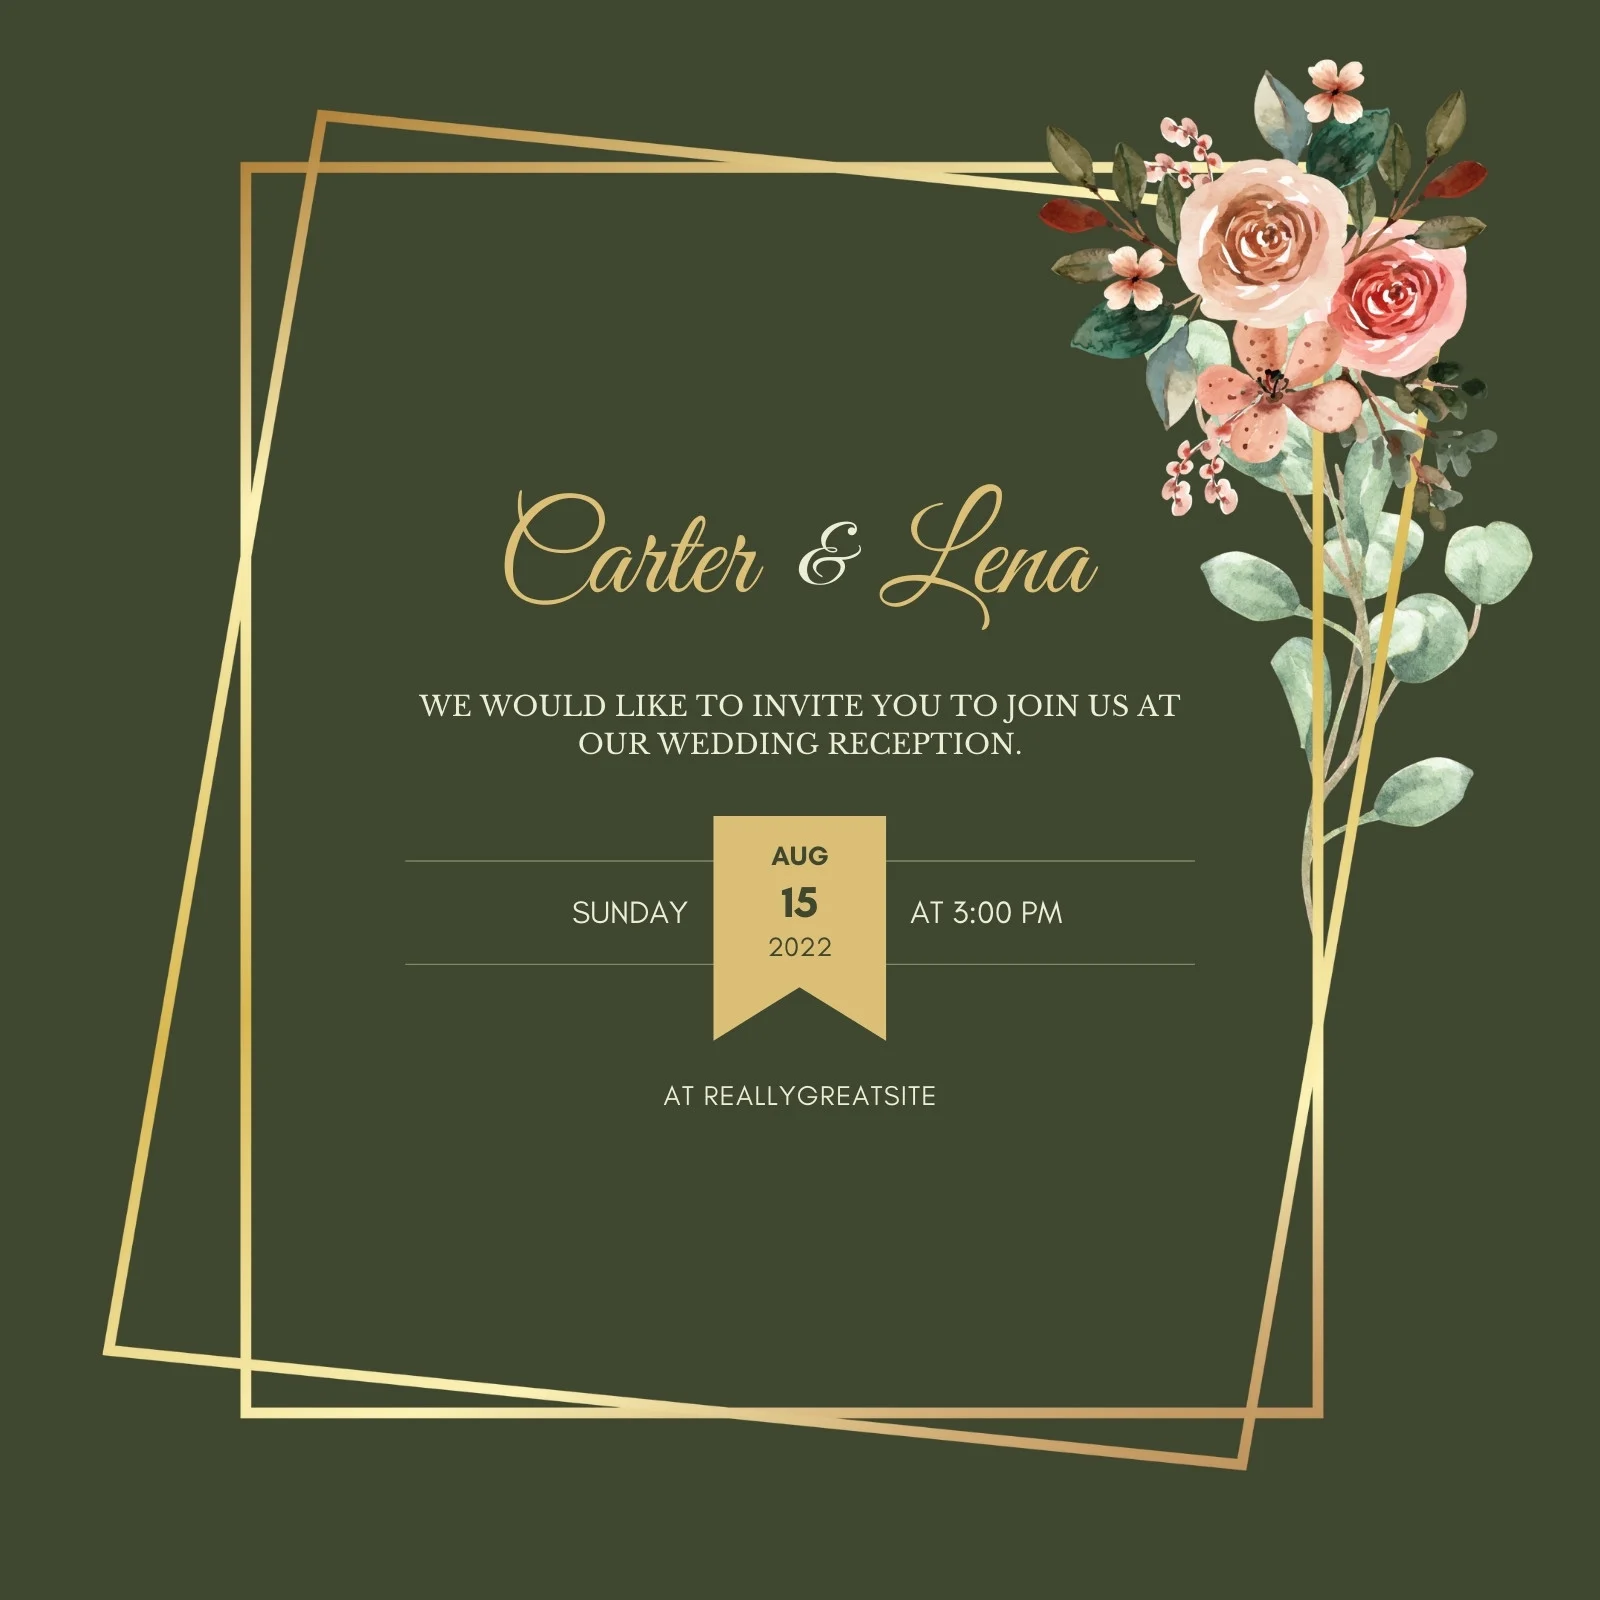 Carter & Lena
WE WOULD LIKE TO INVITE YOU TO JOIN US AT
OUR WEDDING RECEPTION.
AUG
SUNDAY 15 AT 3:00 PM
2022
AT REALLYGREATSITE